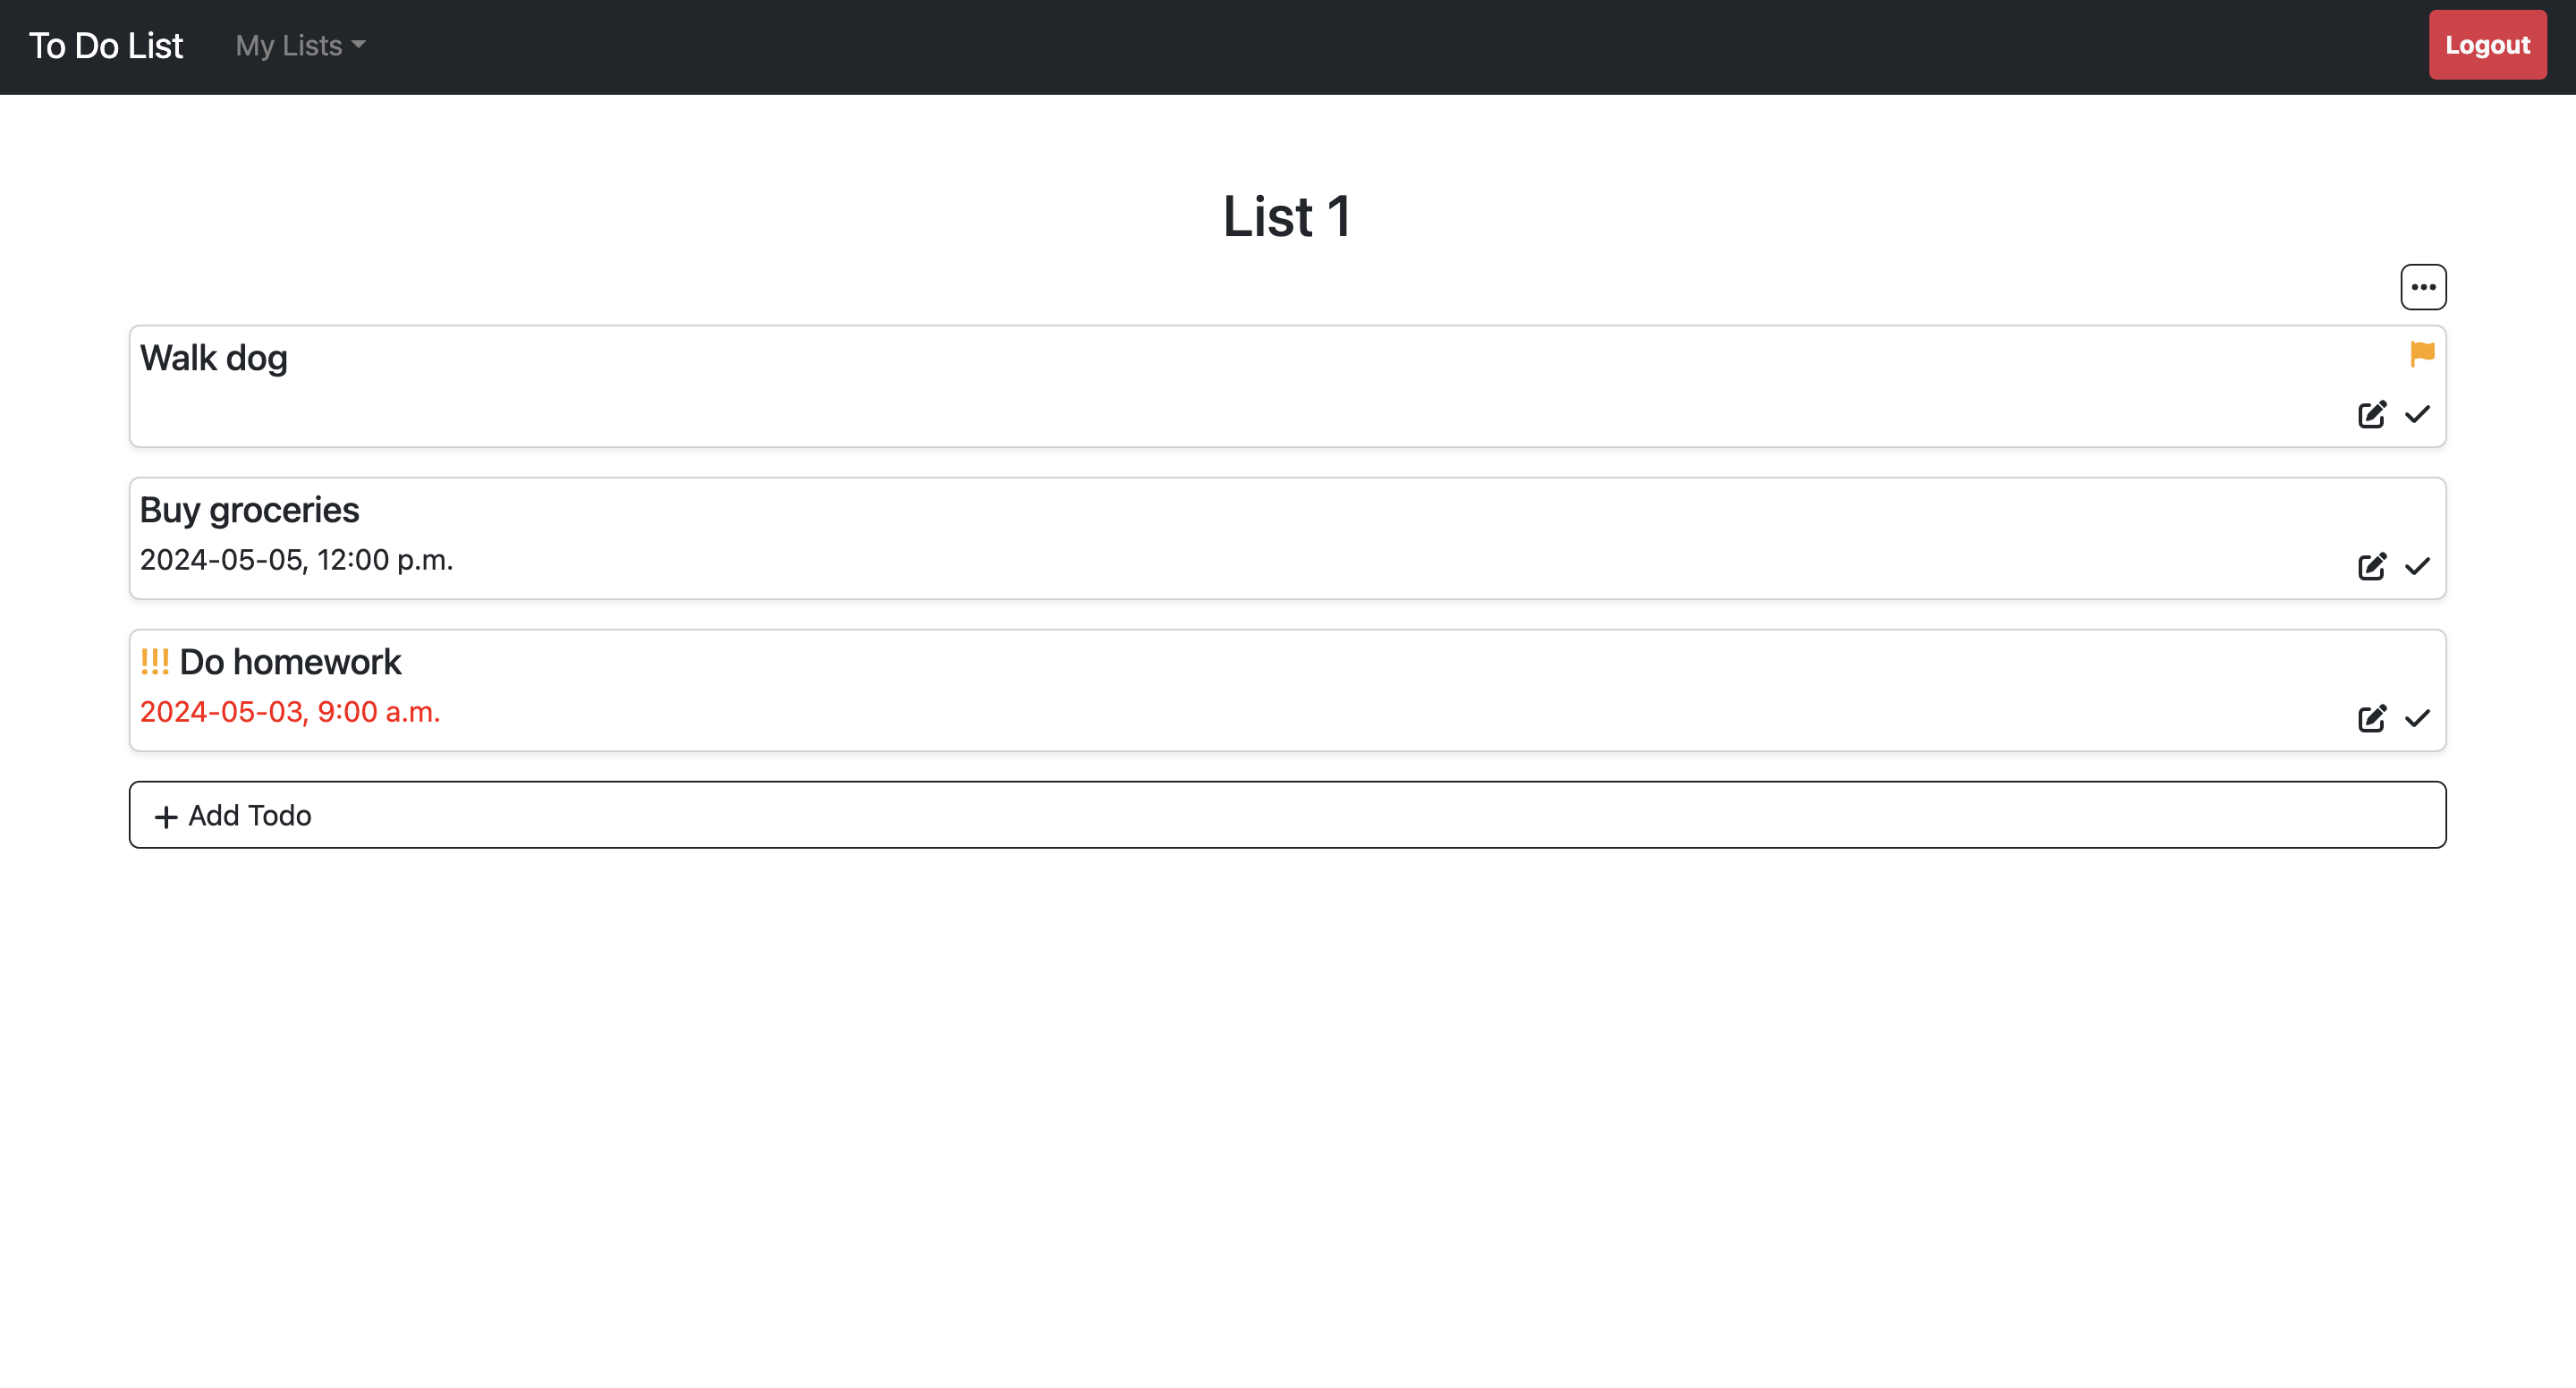 To Do List My Lists Logout
List 1
Walk dog
Buy groceries
2024-05-05, 12:00 p.m.
!!! Do homework
2024-05-03, 9:00 a.m.
+ Add Todo